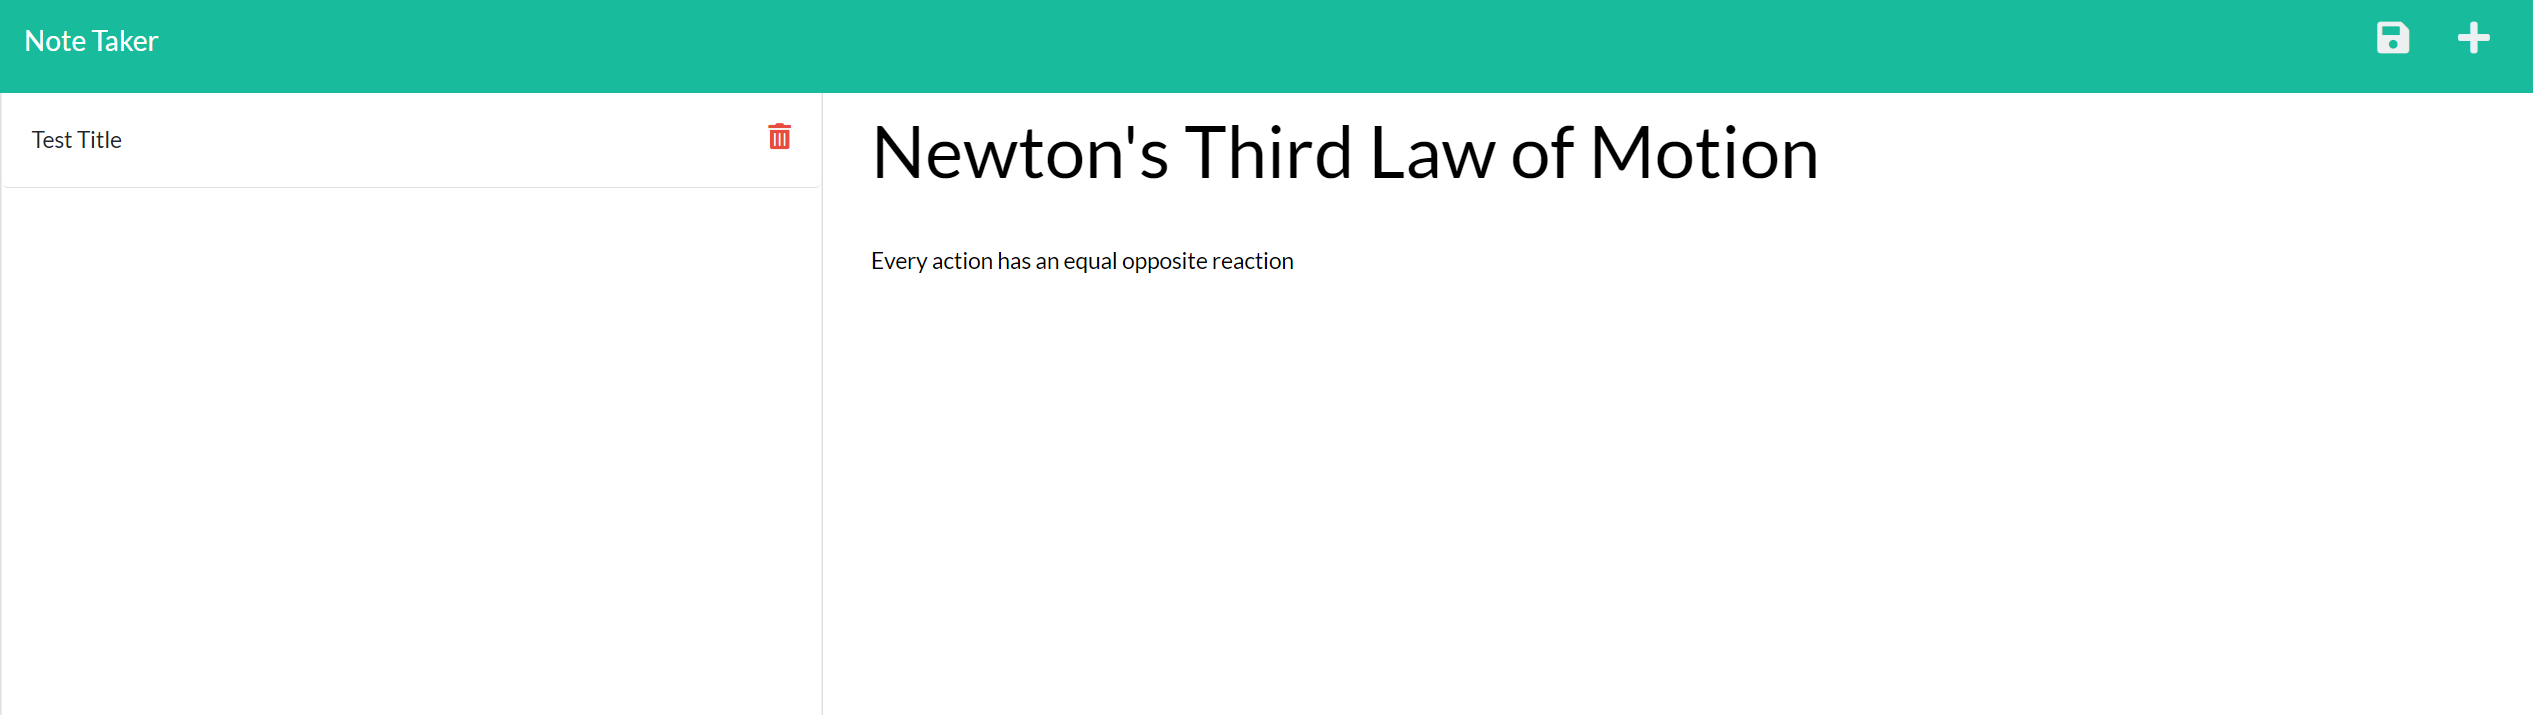 Note Taker
Test Title
Newton's Third Law of Motion
Every action has an equal opposite reaction